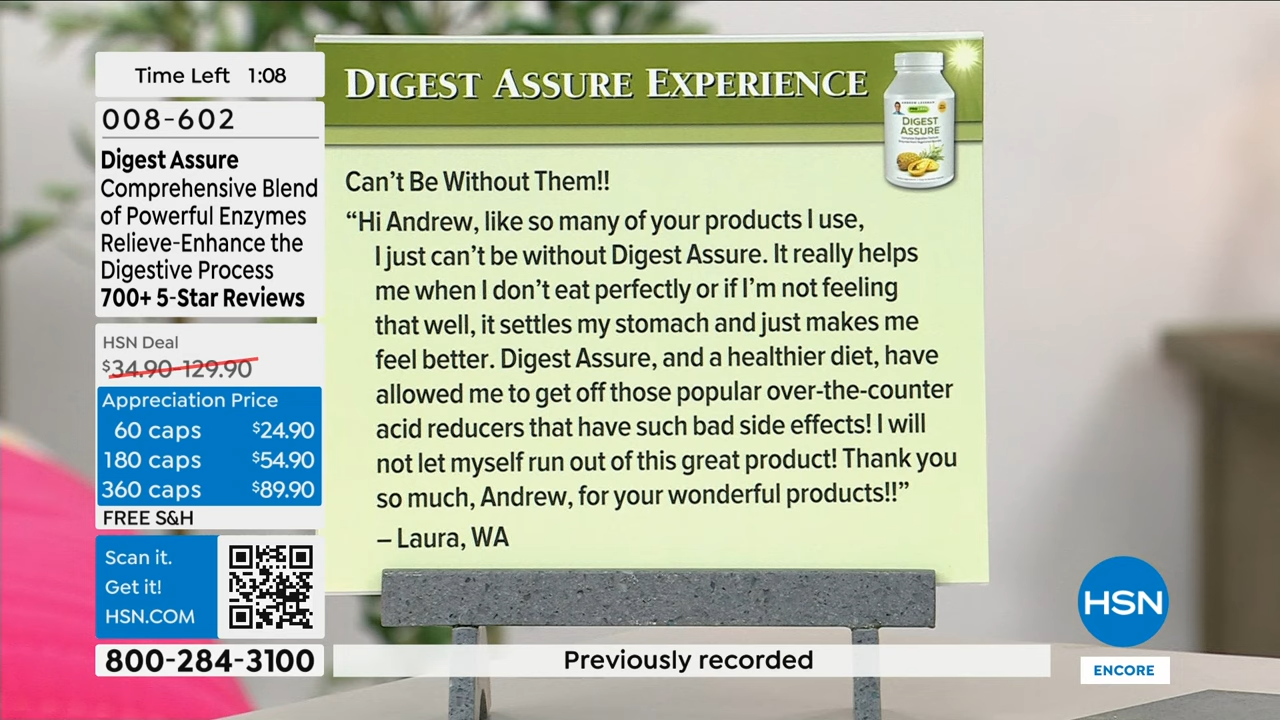 Time Left 1:08
008-602
Digest Assure
Comprehensive Blend
of Powerful Enzymes
Relieve-Enhance the
Digestive Process
700+ 5-Star Reviews
HSN Deal
$34.90-129.90
Appreciation Price
60 caps $24.90
180 caps $54.90
360 caps $89.90
FREE S&H
Scan it.
Get it!
HSN.COM
800-284-3100
DIGEST ASSURE EXPERIENCE
DIGEST
ASSURE
Can't Be Without Them!!
“Hi Andrew, like so many of your products I use,
I just can't be without Digest Assure. It really helps
me when I don't eat perfectly or if I'm not feeling
that well, it settles my stomach and just makes me
feel better. Digest Assure, and a healthier diet, have
allowed me to get off those popular over-the-counter
acid reducers that have such bad side effects! I will
not let myself run out of this great product! Thank you
so much, Andrew, for your wonderful products!!”
– Laura, WA
Previously recorded
HSN
ENCORE